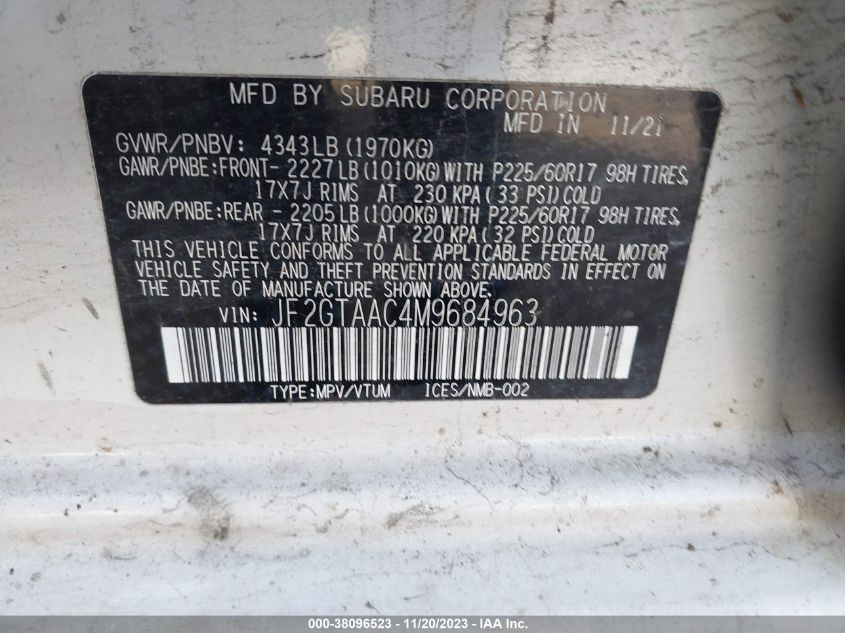 MFD BY SUBARU CORPORATION
MFD IN 11/21
GVWR/PNBV: 4343LB (1970KG)
GAWR/PNBE:FRONT- 2227LB (1010KG) WITH P225/60R17 98H TIRES,
17X7J RIMS AT 230 KPA( 33 PSI) COLD
GAWR/PNBE:REAR - 2205LB (1000KG) WITH P225/60R17 98H TIRES,
17X7J RIMS AT 220 KPA( 32 PSI) COLD
THIS VEHICLE CONFORMS TO ALL APPLICABLE FEDERAL MOTOR
VEHICLE SAFETY AND THEFT PREVENTION STANDARDS IN EFFECT ON
THE DATE OF MANUFACTURE SHOWN ABOVE.
VIN: JF2GTAAC4M9684963
TYPE:MPV/VTUM ICES/NMB-002
000-38096523 - 11/20/2023 - IAA Inc.